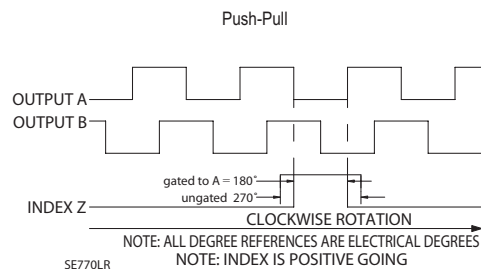 Push-Pull
OUTPUT A
OUTPUT B
gated to A = 180°
ungated 270°
INDEX Z
CLOCKWISE ROTATION
NOTE: ALL DEGREE REFERENCES ARE ELECTRICAL DEGREES
SE770LR NOTE: INDEX IS POSITIVE GOING